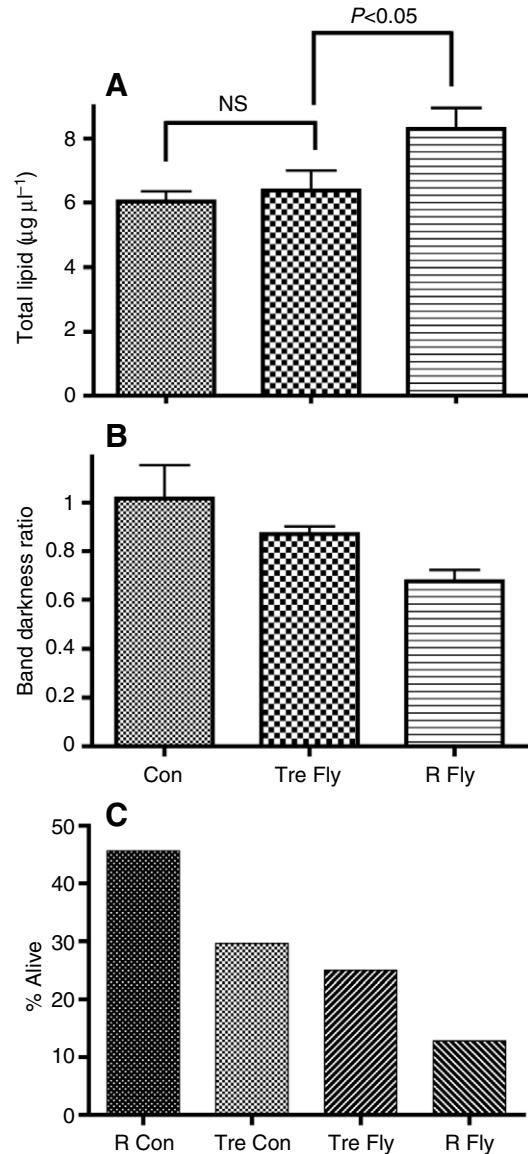 P<0.05
A
NS
8
6
4
2
0
Total lipid (µg µl⁻¹)
B
1
0.8
0.6
0.4
0.2
0
Band darkness ratio
Con Tre Fly R Fly
C
50
40
30
20
10
0
% Alive
R Con Tre Con Tre Fly R Fly